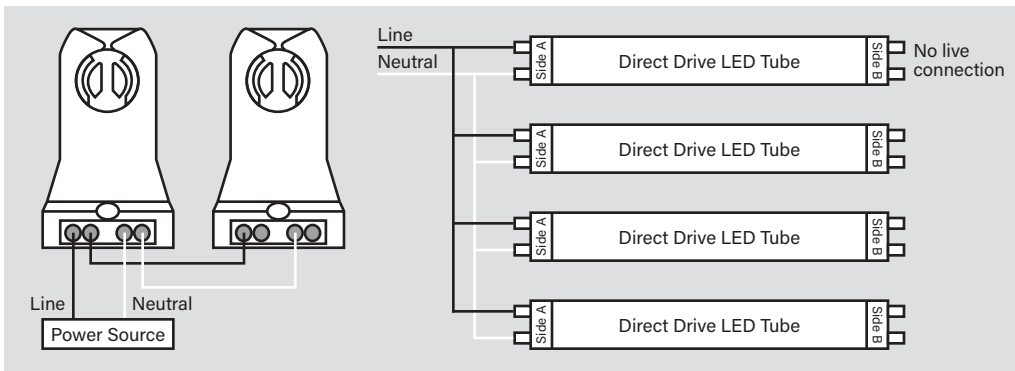 Line
Neutral
Power Source
Line
Neutral
Side A
Direct Drive LED Tube
Side B
No live
connection
Side A
Direct Drive LED Tube
Side B
Side A
Direct Drive LED Tube
Side B
Side A
Direct Drive LED Tube
Side B